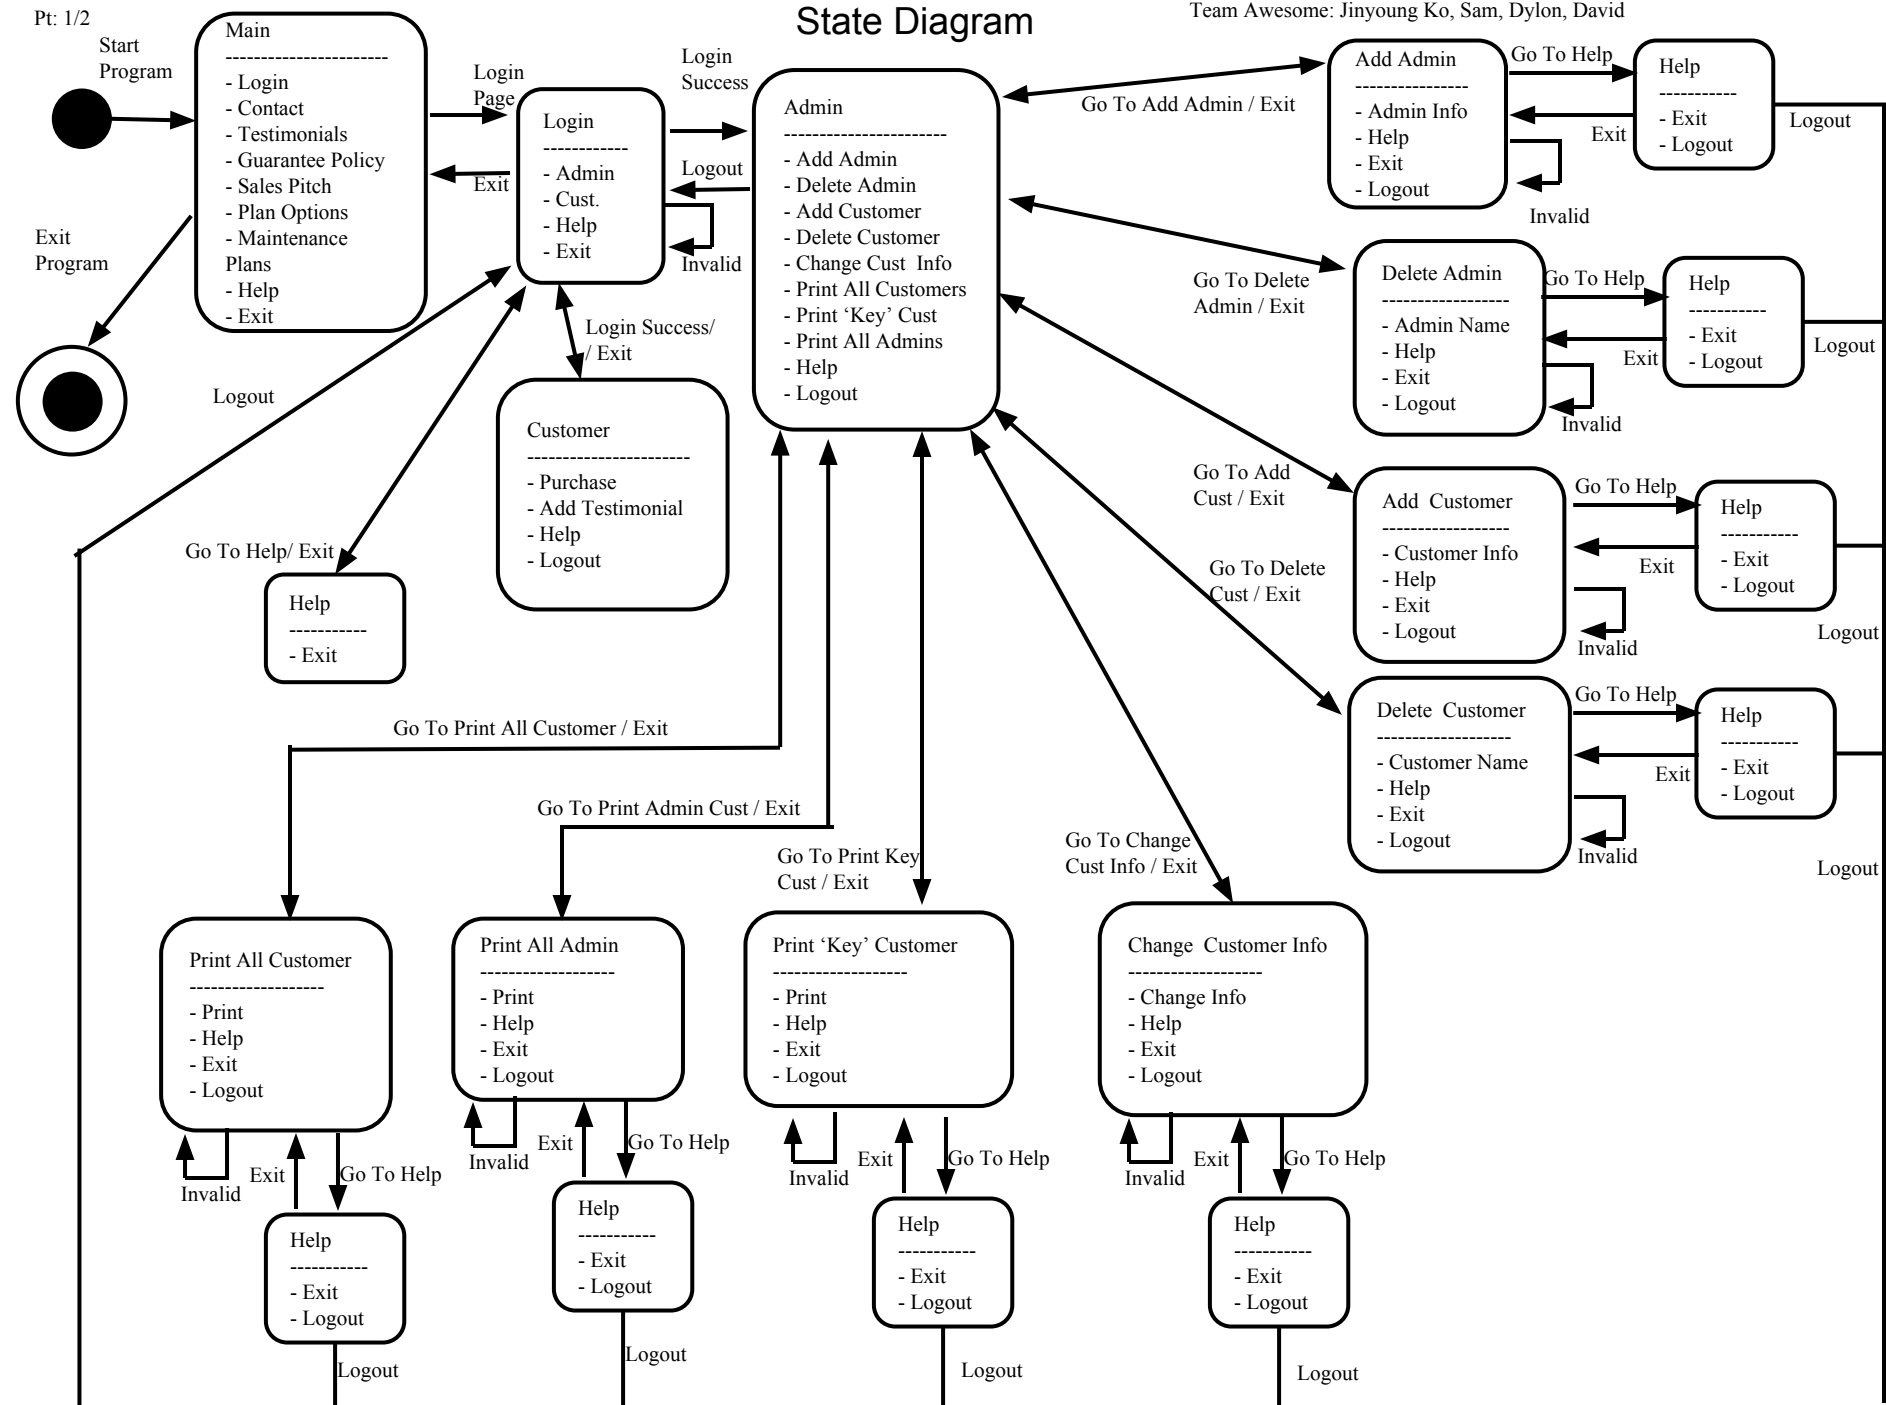 Pt: 1/2
State Diagram
Team Awesome: Jinyoung Ko, Sam, Dylon, David
Start
Program
Exit
Program
Main
-----------------------
- Login
- Contact
- Testimonials
- Guarantee Policy
- Sales Pitch
- Plan Options
- Maintenance
Plans
- Help
- Exit
Login
Page
Exit
Login
------------
- Admin
- Cust.
- Help
- Exit
Login
Success
Logout
Invalid
Admin
-----------------------
- Add Admin
- Delete Admin
- Add Customer
- Delete Customer
- Change Cust Info
- Print All Customers
- Print ‘Key’ Cust
- Print All Admins
- Help
- Logout
Go To Add Admin / Exit
Add Admin
----------------
- Admin Info
- Help
- Exit
- Logout
Go To Help
Exit
Invalid
Help
-----------
- Exit
- Logout
Logout
Go To Delete
Admin / Exit
Delete Admin
------------------
- Admin Name
- Help
- Exit
- Logout
Go To Help
Exit
Invalid
Help
-----------
- Exit
- Logout
Logout
Login Success/
/ Exit
Logout
Customer
-----------------------
- Purchase
- Add Testimonial
- Help
- Logout
Go To Help/ Exit
Help
-----------
- Exit
Go To Add
Cust / Exit
Add Customer
------------------
- Customer Info
- Help
- Exit
- Logout
Go To Help
Exit
Invalid
Help
-----------
- Exit
- Logout
Logout
Go To Delete
Cust / Exit
Delete Customer
-------------------
- Customer Name
- Help
- Exit
- Logout
Go To Help
Exit
Invalid
Help
-----------
- Exit
- Logout
Logout
Go To Print All Customer / Exit
Go To Print Admin Cust / Exit
Go To Print Key
Cust / Exit
Go To Change
Cust Info / Exit
Print All Customer
-------------------
- Print
- Help
- Exit
- Logout
Invalid
Exit
Go To Help
Help
-----------
- Exit
- Logout
Logout
Print All Admin
-------------------
- Print
- Help
- Exit
- Logout
Invalid
Exit
Go To Help
Help
-----------
- Exit
- Logout
Logout
Print ‘Key’ Customer
-------------------
- Print
- Help
- Exit
- Logout
Invalid
Exit
Go To Help
Help
-----------
- Exit
- Logout
Logout
Change Customer Info
-------------------
- Change Info
- Help
- Exit
- Logout
Invalid
Exit
Go To Help
Help
-----------
- Exit
- Logout
Logout